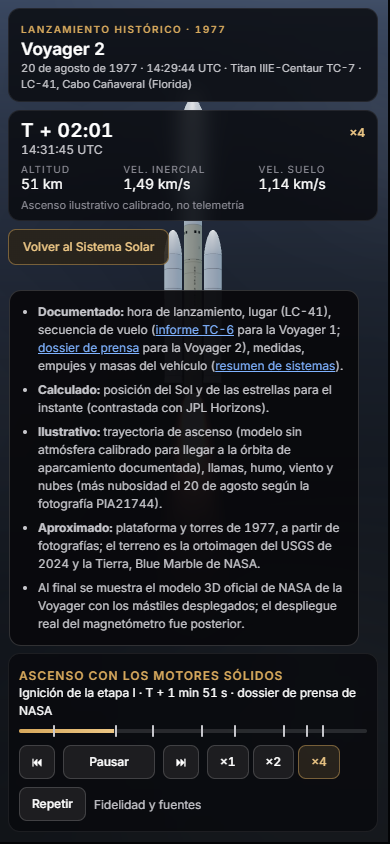 LANZAMIENTO HISTÓRICO · 1977
Voyager 2
20 de agosto de 1977 · 14:29:44 UTC · Titan IIIE-Centaur TC-7 ·
LC-41, Cabo Cañaveral (Florida)
T + 02:01
×4
14:31:45 UTC
ALTITUD VEL. INERCIAL VEL. SUELO
51 km 1,49 km/s 1,14 km/s
Ascenso ilustrativo calibrado, no telemetría
Volver al Sistema Solar
• Documentado: hora de lanzamiento, lugar (LC-41),
secuencia de vuelo (informe TC-6 para la Voyager 1;
dossier de prensa para la Voyager 2), medidas,
empujes y masas del vehículo (resumen de sistemas).
• Calculado: posición del Sol y de las estrellas para el
instante (contrastada con JPL Horizons).
• Ilustrativo: trayectoria de ascenso (modelo sin
atmósfera calibrado para llegar a la órbita de
aparcamiento documentada), llamas, humo, viento y
nubes (más nubosidad el 20 de agosto según la
fotografía PIA21744).
• Aproximado: plataforma y torres de 1977, a partir de
fotografías; el terreno es la ortoimagen del USGS de
2024 y la Tierra, Blue Marble de NASA.
• Al final se muestra el modelo 3D oficial de NASA de la
Voyager con los mástiles desplegados; el despliegue
real del magnetómetro fue posterior.
ASCENSO CON LOS MOTORES SÓLIDOS
Ignición de la etapa I · T + 1 min 51 s · dossier de prensa de
NASA
⏮ Pausar ⏭ ×1 ×2 ×4
Repetir Fidelidad y fuentes